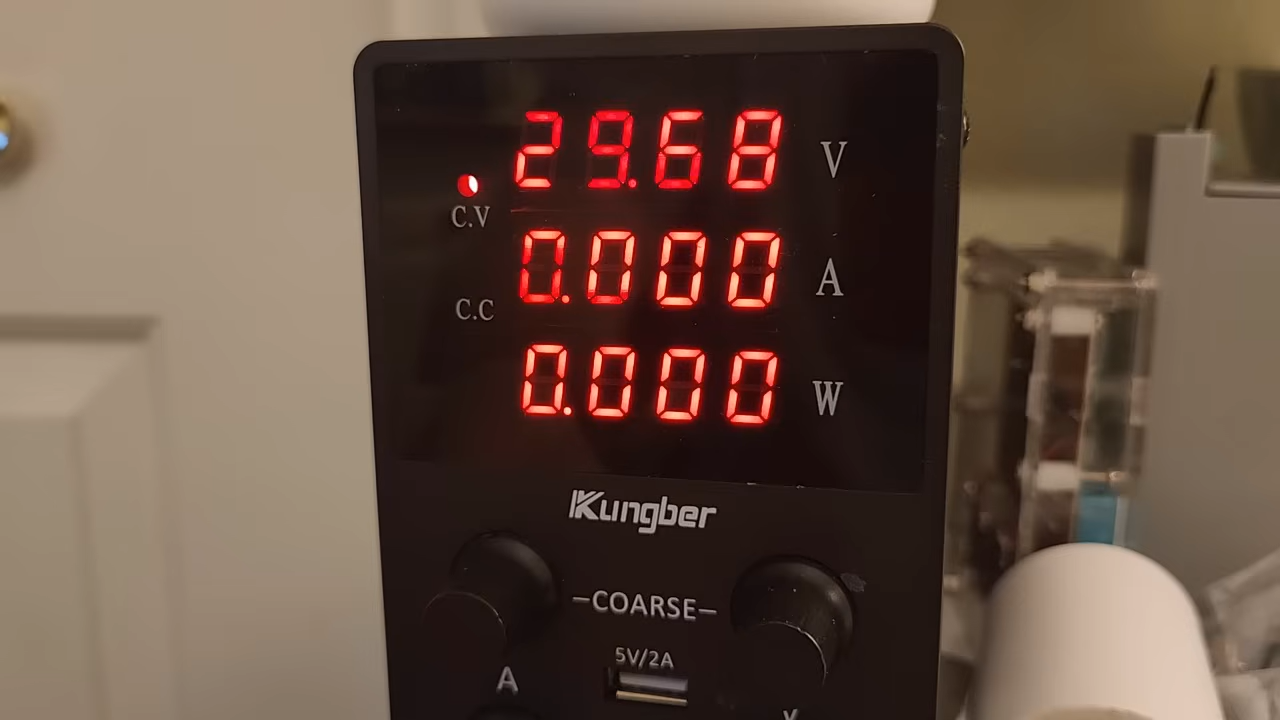 29.68 V
C.V
0.000 A
C.C
0.000 W
Kungber
-COARSE-
5V/2A
A
V